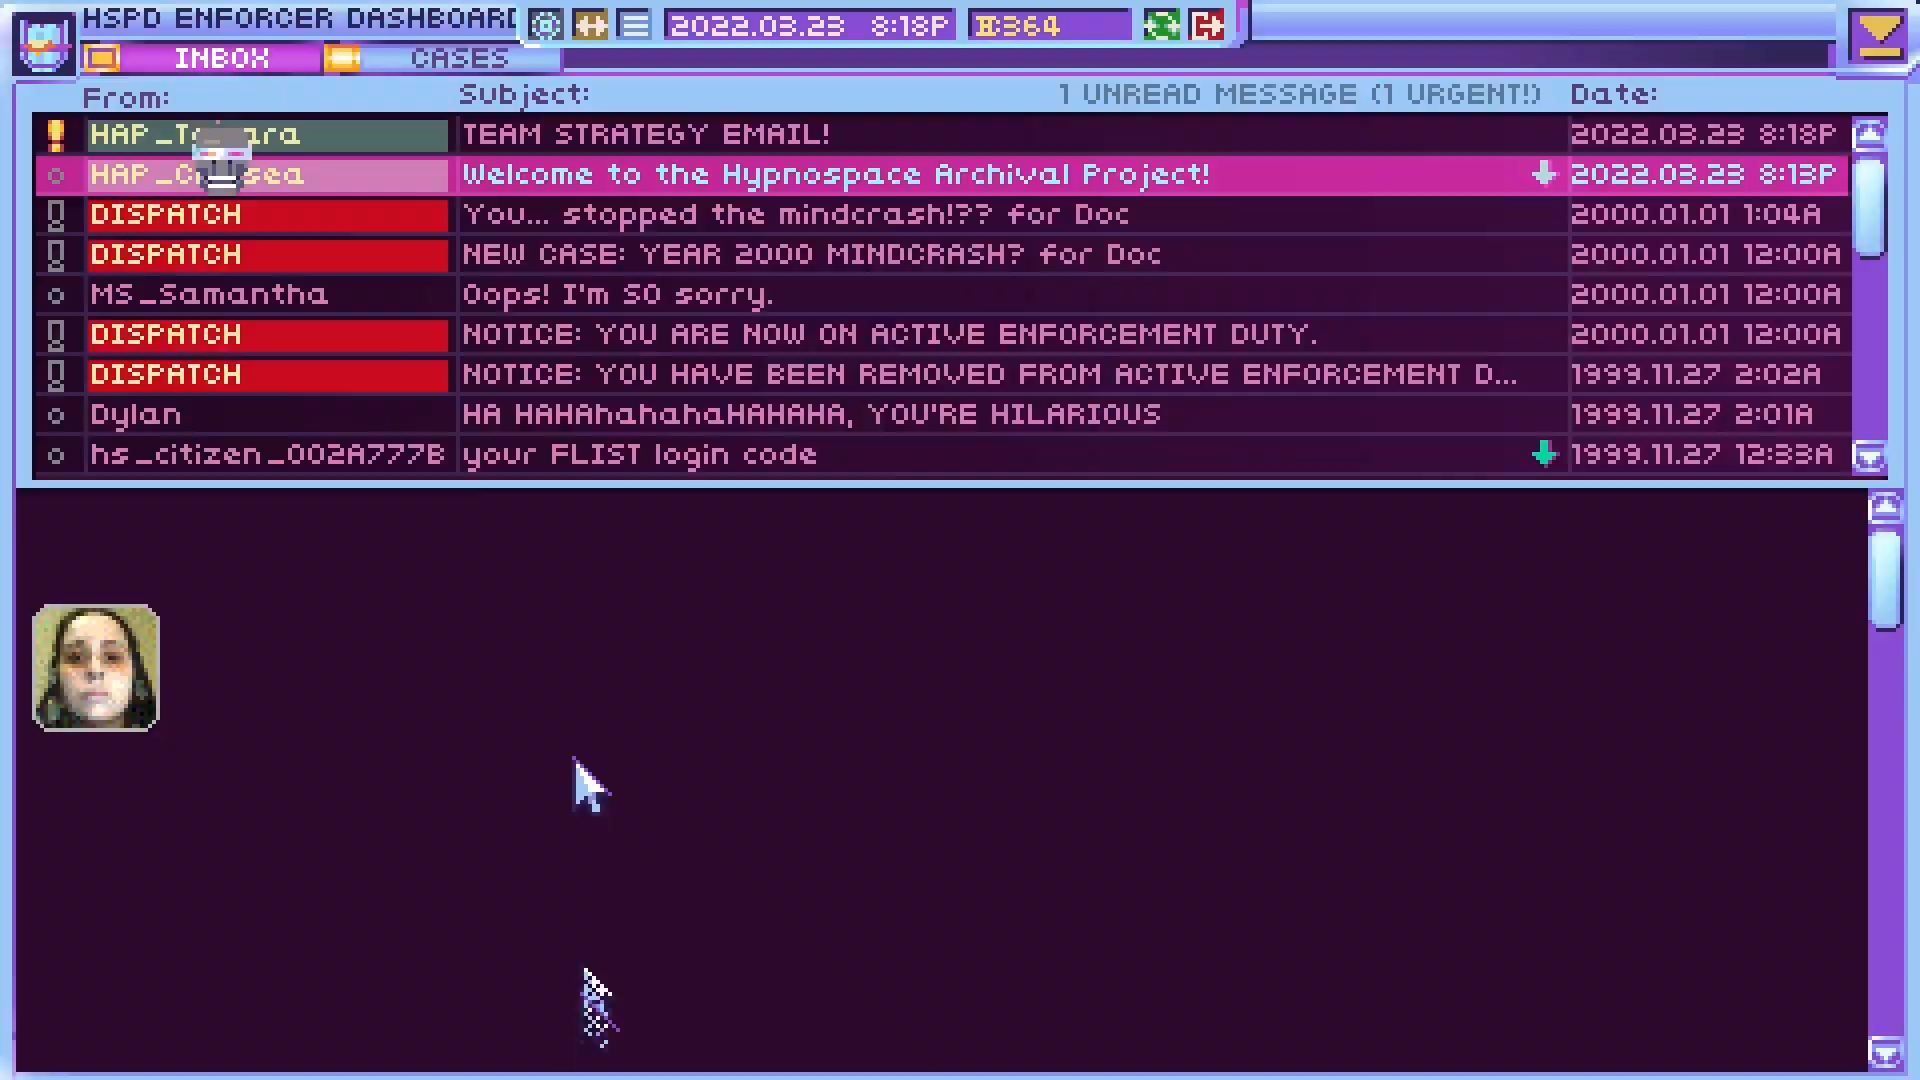 HSPD ENFORCER DASHBOARD
2022.03.23 8:18P
364
INBOX
CASES
From:
Subject:
1 UNREAD MESSAGE (1 URGENT!)
Date:
TEAM STRATEGY EMAIL!
2022.03.23 8:18P
Welcome to the Hypnospace Archival Project!
2022.03.23 8:13P
DISPATCH
You... stopped the mindcrash!?? for Doc
2000.01.01 1:04A
DISPATCH
NEW CASE: YEAR 2000 MINDCRASH? for Doc
2000.01.01 12:00A
MS_Samantha
Oops! I'm SO sorry.
2000.01.01 12:00A
DISPATCH
NOTICE: YOU ARE NOW ON ACTIVE ENFORCEMENT DUTY.
2000.01.01 12:00A
DISPATCH
NOTICE: YOU HAVE BEEN REMOVED FROM ACTIVE ENFORCEMENT D...
1999.11.27 2:02A
Dylan
HA HAHAhahahaHAHAHA, YOU'RE HILARIOUS
1999.11.27 2:01A
hs_citizen_002A777B
your FLIST login code
1999.11.27 12:33A